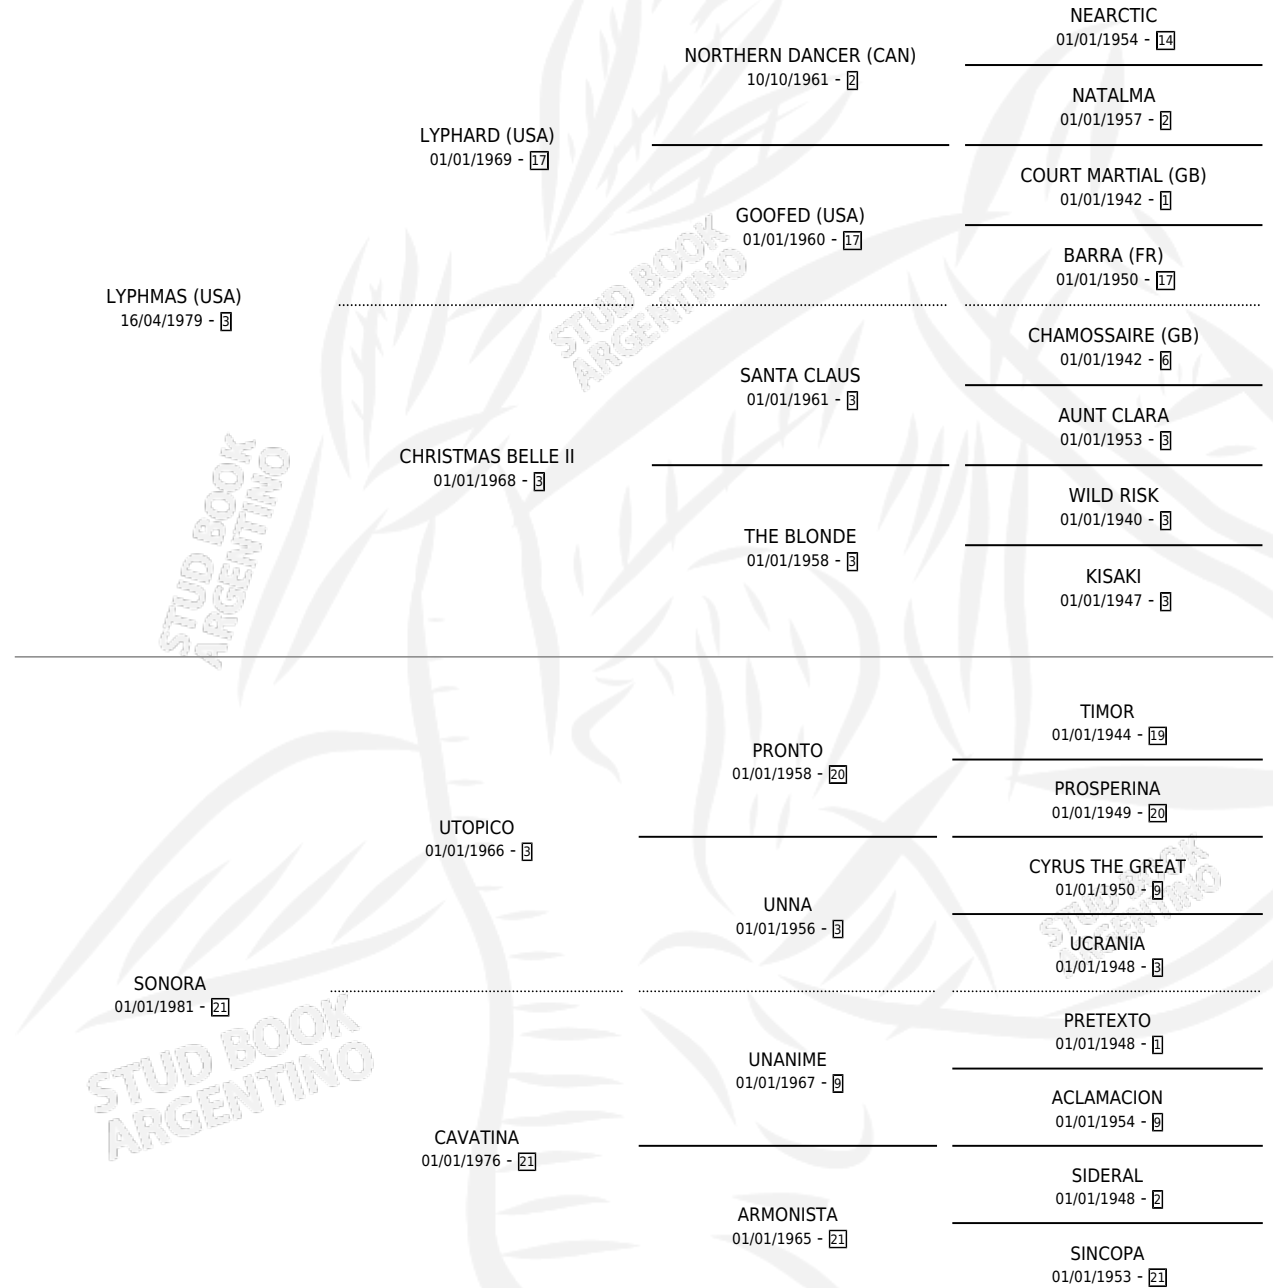 NEARCTIC
01/01/1954 - 14
NORTHERN DANCER (CAN)
10/10/1961 - 2
NATALMA
01/01/1957 - 2
LYPHARD (USA)
01/01/1969 - 17
COURT MARTIAL (GB)
01/01/1942 - 1
GOOFED (USA)
01/01/1960 - 17
BARRA (FR)
01/01/1950 - 17
LYPHMAS (USA)
16/04/1979 - 3
STUD BOOK
ARGENTINO
CHAMOSSAIRE (GB)
01/01/1942 - 6
SANTA CLAUS
01/01/1961 - 3
AUNT CLARA
01/01/1953 - 3
CHRISTMAS BELLE II
01/01/1968 - 3
WILD RISK
01/01/1940 - 3
THE BLONDE
01/01/1958 - 3
KISAKI
01/01/1947 - 3
STUD BOOK
ARGENTINO
TIMOR
01/01/1944 - 19
PRONTO
01/01/1958 - 20
PROSPERINA
01/01/1949 - 20
UTOPICO
01/01/1966 - 3
CYRUS THE GREAT
01/01/1950 - 9
UNNA
01/01/1956 - 3
UCRANIA
01/01/1948 - 3
STUD BOOK
ARGENTINO
SONORA
01/01/1981 - 21
PRETEXTO
01/01/1948 - 1
UNANIME
01/01/1967 - 9
ACLAMACION
01/01/1954 - 9
STUD BOOK
ARGENTINO
CAVATINA
01/01/1976 - 21
SIDERAL
01/01/1948 - 2
ARMONISTA
01/01/1965 - 21
SINCOPA
01/01/1953 - 21